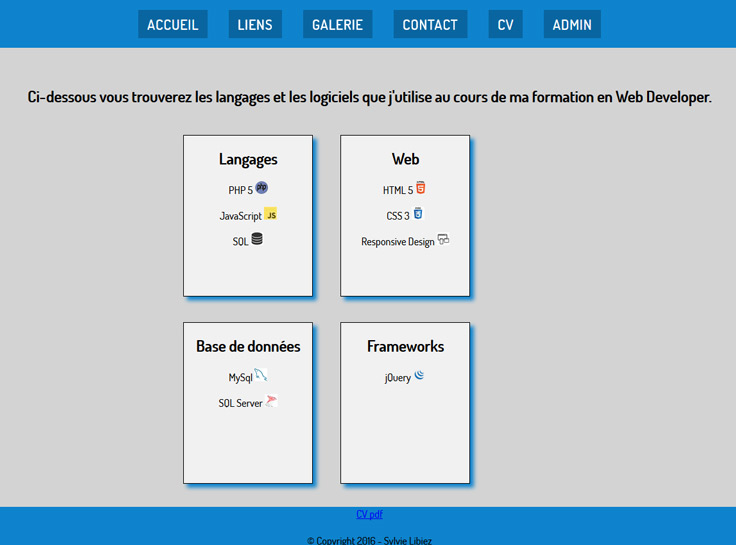 ACCUEIL LIENS GALERIE CONTACT CV ADMIN
Ci-dessous vous trouverez les langages et les logiciels que j'utilise au cours de ma formation en Web Developer.
Langages
PHP 5 php
JavaScript JS
SQL
Web
HTML 5
CSS 3
Responsive Design
Base de données
MySql
SQL Server
Frameworks
jQuery
CV pdf
© Copyright 2016 - Sylvie Libiez